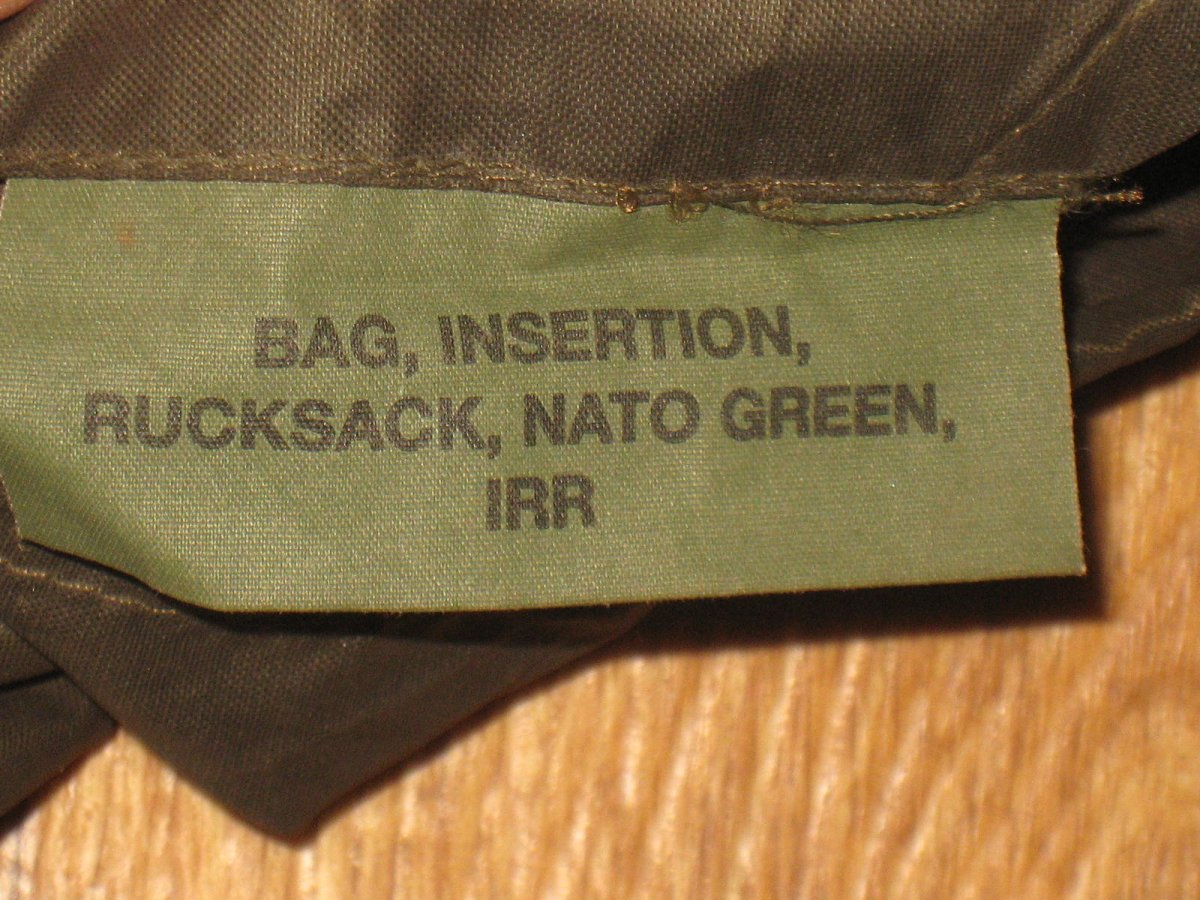 BAG, INSERTION,
RUCKSACK, NATO GREEN,
IRR